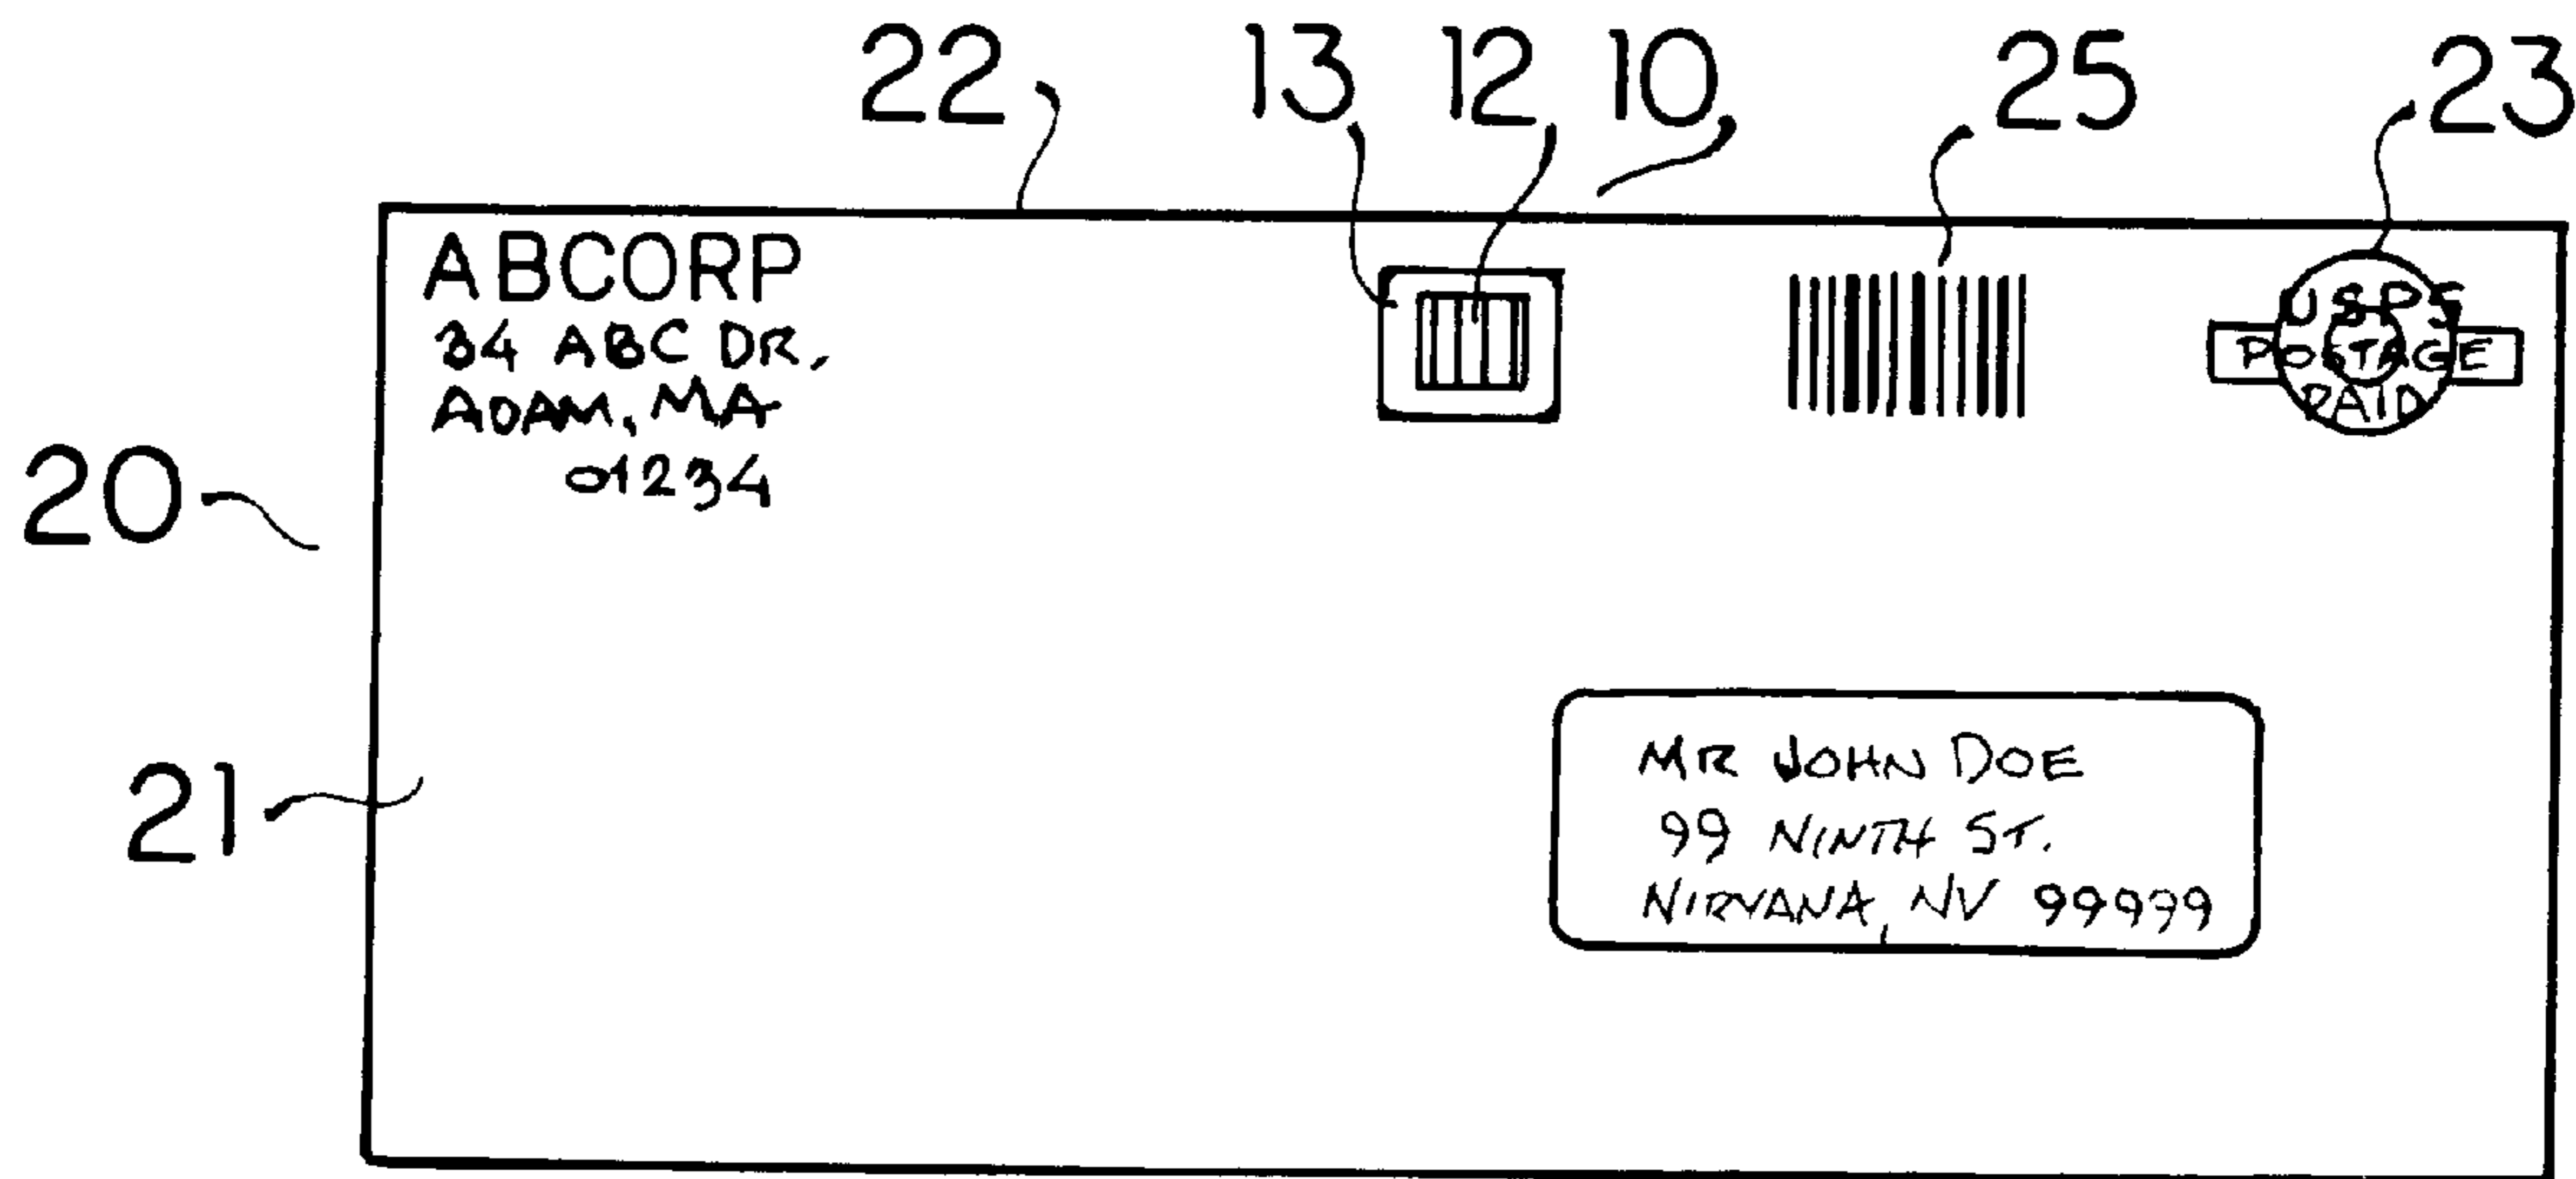 22 13 12 10 25 23
ABCORP
34 ABC DR.
ADAM, MA
01234
USPS
POSTAGE
PAID
20
21
MR JOHN DOE
99 NINTH ST.
NIRVANA, NV 99999